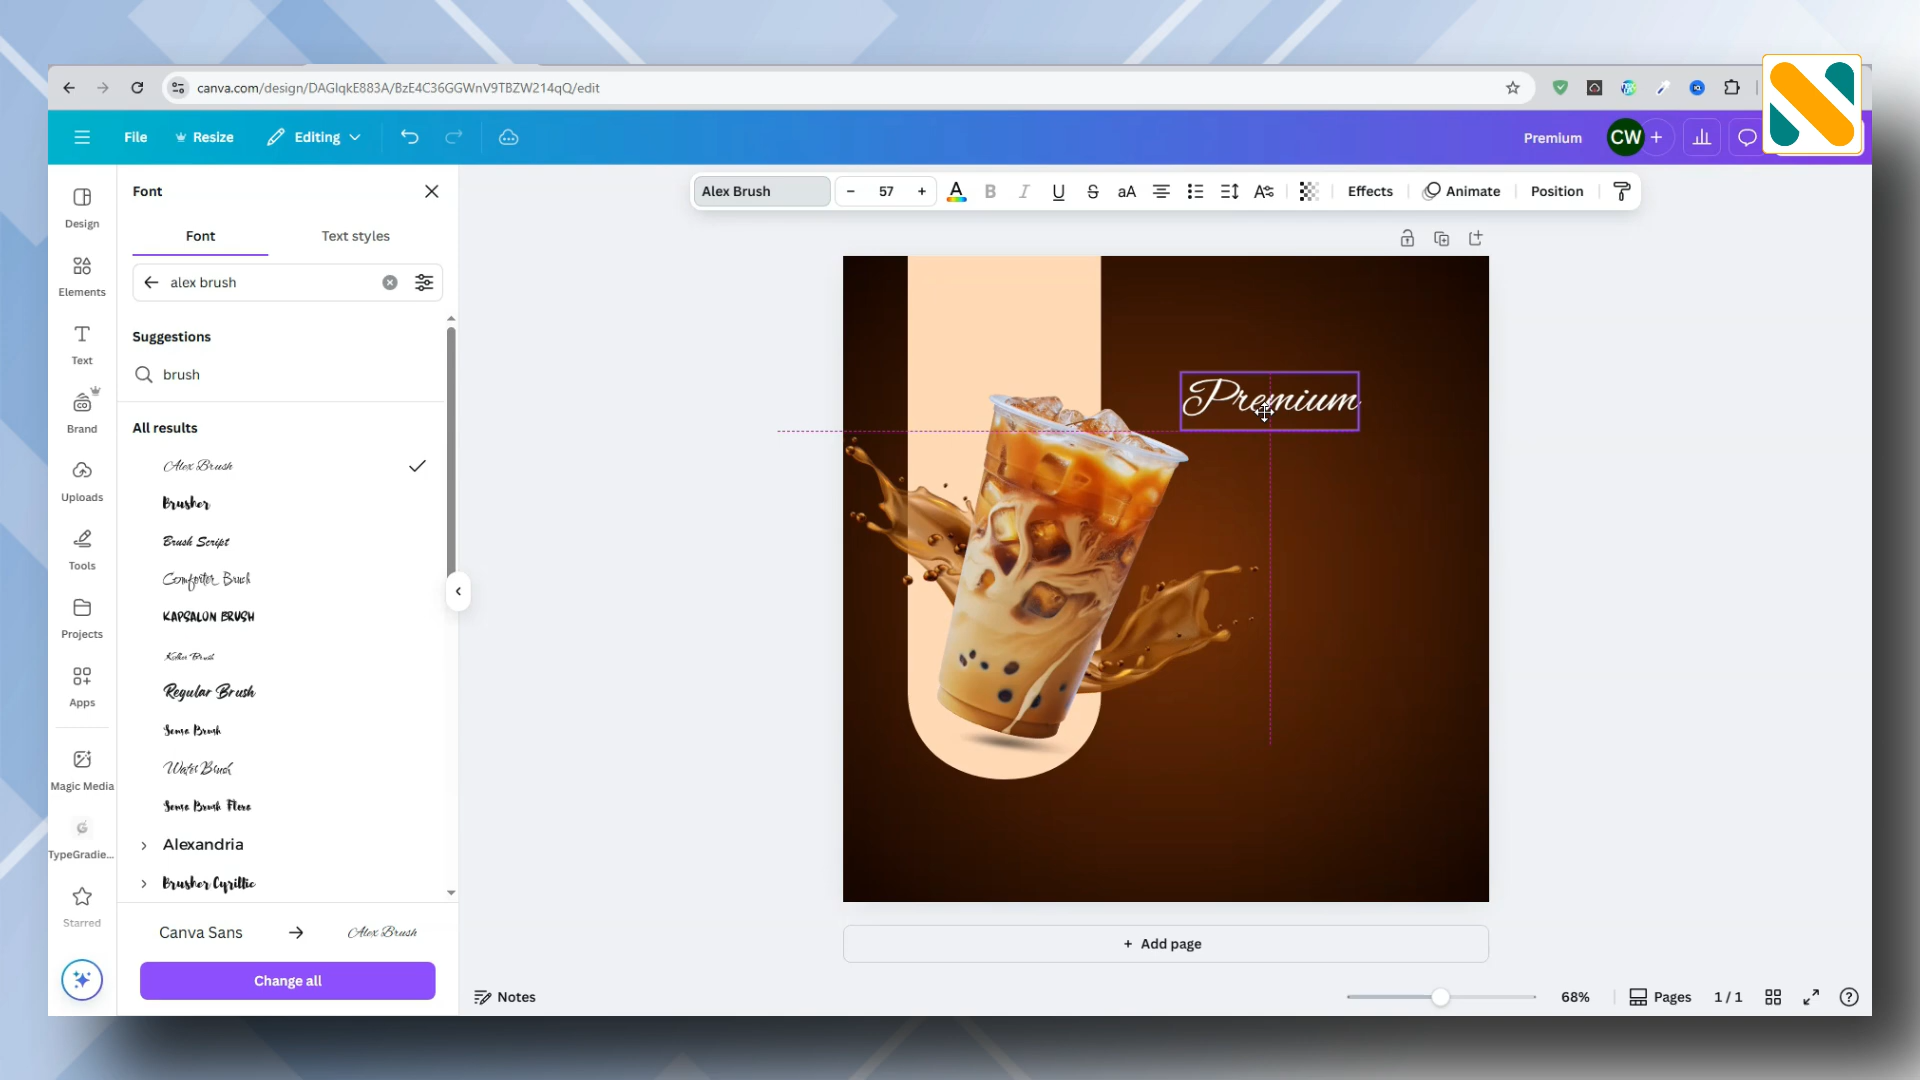 canva.com/design/DAGlqkE883A/BzE4C36GGWnV9TBZW214qQ/edit
File
Resize
Editing
Premium
CW
Font
Font
Text styles
alex brush
Suggestions
brush
All results
Alex Brush
Brusher
Brush Script
Comforter Brush
KAPSALON BRUSH
Regular Brush
Water Brush
Alexandria
Brusher Cyrillic
Canva Sans
Alex Brush
Change all
Design
Elements
Text
Brand
Uploads
Tools
Projects
Apps
Magic Media
TypeGradie...
Starred
Alex Brush
57
Effects
Animate
Position
Premium
+ Add page
Notes
68%
Pages
1 / 1